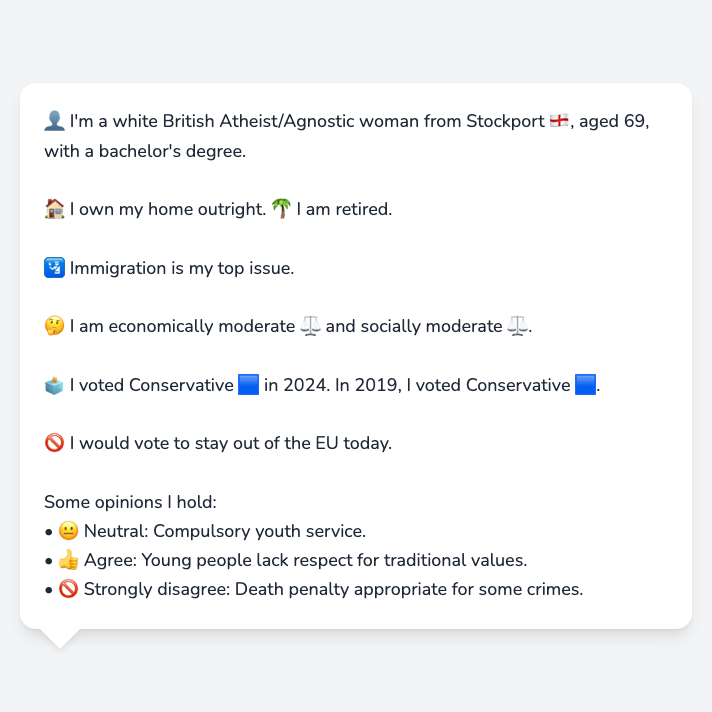 👤 I'm a white British Atheist/Agnostic woman from Stockport 🏴󠁧󠁢󠁥󠁮󠁧󠁿, aged 69,
with a bachelor's degree.
🏠 I own my home outright. 🌴 I am retired.
🛂 Immigration is my top issue.
🤔 I am economically moderate ⚖️ and socially moderate ⚖️.
🗳️ I voted Conservative 🟦 in 2024. In 2019, I voted Conservative 🟦.
🚫 I would vote to stay out of the EU today.
Some opinions I hold:
• 😐 Neutral: Compulsory youth service.
• 👍 Agree: Young people lack respect for traditional values.
• 🚫 Strongly disagree: Death penalty appropriate for some crimes.